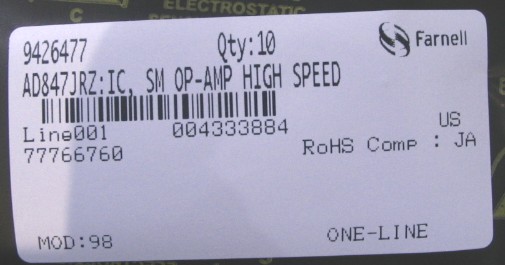 ELECTROSTATIC
C
9426477 Qty:10 Farnell
AD847JRZ:IC, SM OP-AMP HIGH SPEED
Line001 004333884
US
77766760 RoHS Comp : JA
MOD:98 ONE-LINE